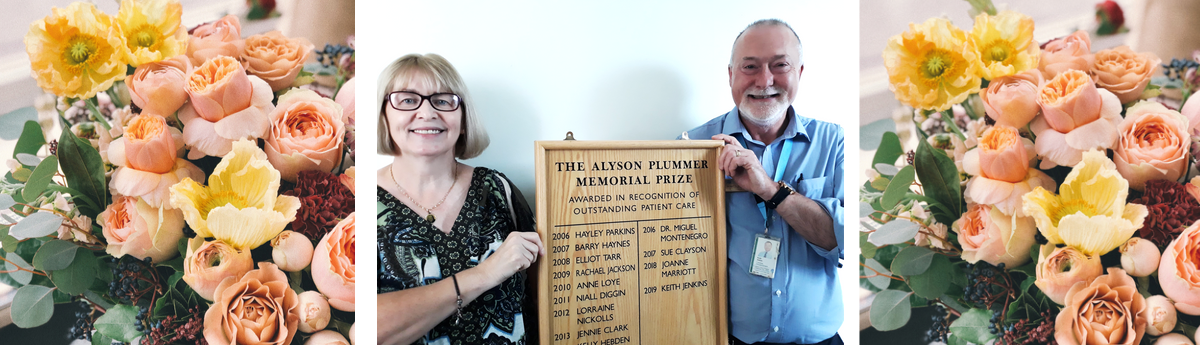 THE ALYSON PLUMMER
MEMORIAL PRIZE
AWARDED IN RECOGNITION OF
OUTSTANDING PATIENT CARE
2006 HAYLEY PARKINS
2007 BARRY HAYNES
2008 ELLIOT TARR
2009 RACHAEL JACKSON
2010 ANNE LOYE
2011 NIALL DIGGIN
2012 LORRAINE
NICKOLLS
2013 JENNIE CLARK
KELLY HEBDEN
2016 DR. MIGUEL
MONTENEGRO
2017 SUE CLAYSON
2018 JOANNE
MARRIOTT
2019 KEITH JENKINS